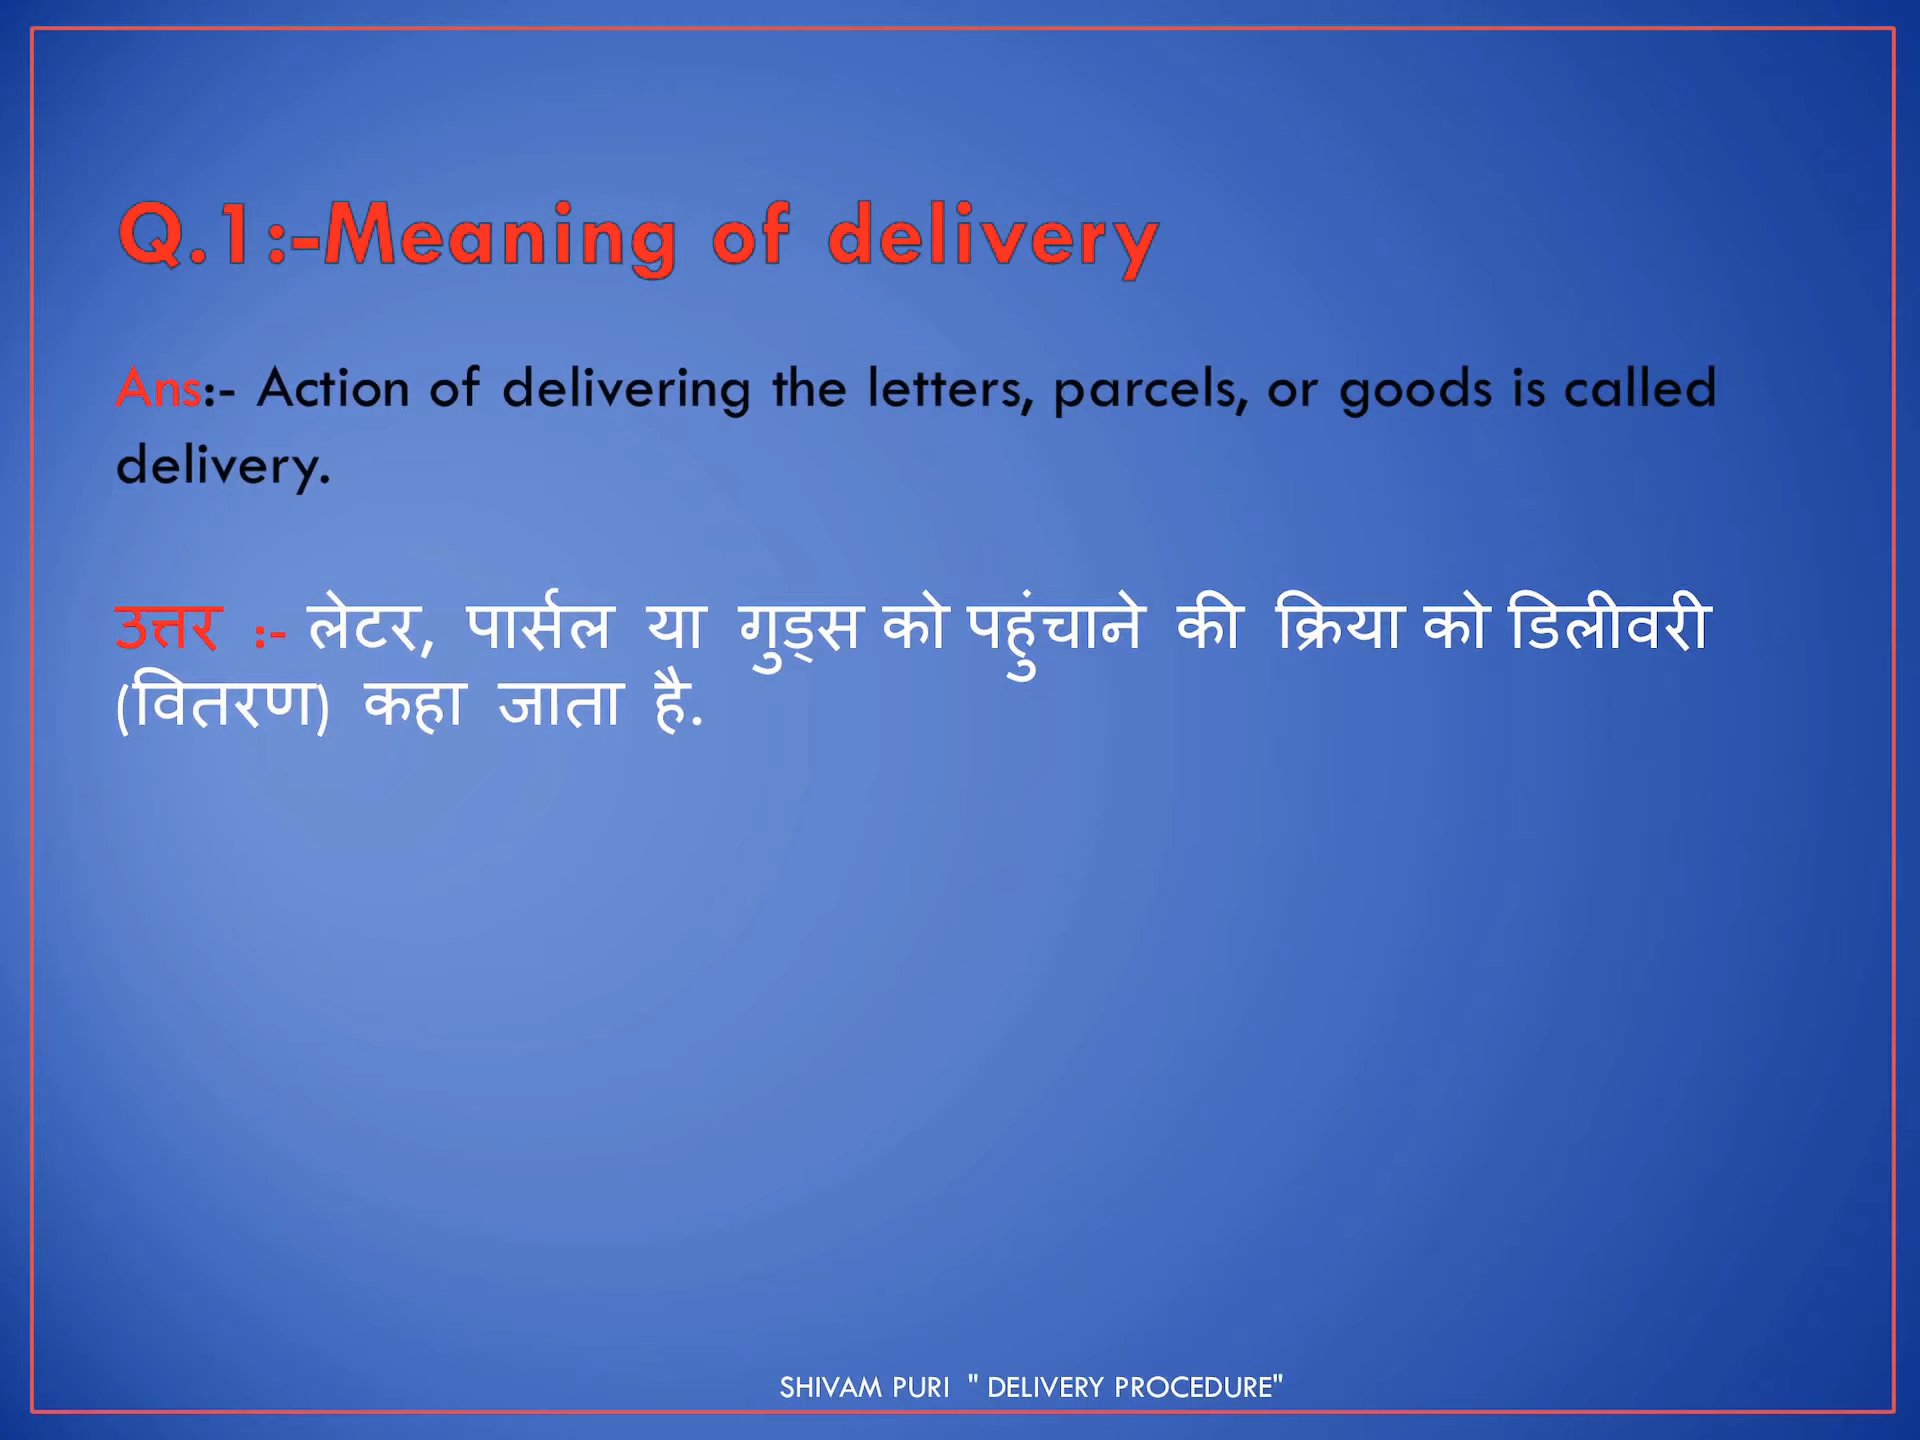 Q.1:-Meaning of delivery
Ans:- Action of delivering the letters, parcels, or goods is called
delivery.
उत्तर :- लेटर, पार्सल या गुड्स को पहुंचाने की क्रिया को डिलीवरी
(वितरण) कहा जाता है.
SHIVAM PURI " DELIVERY PROCEDURE"